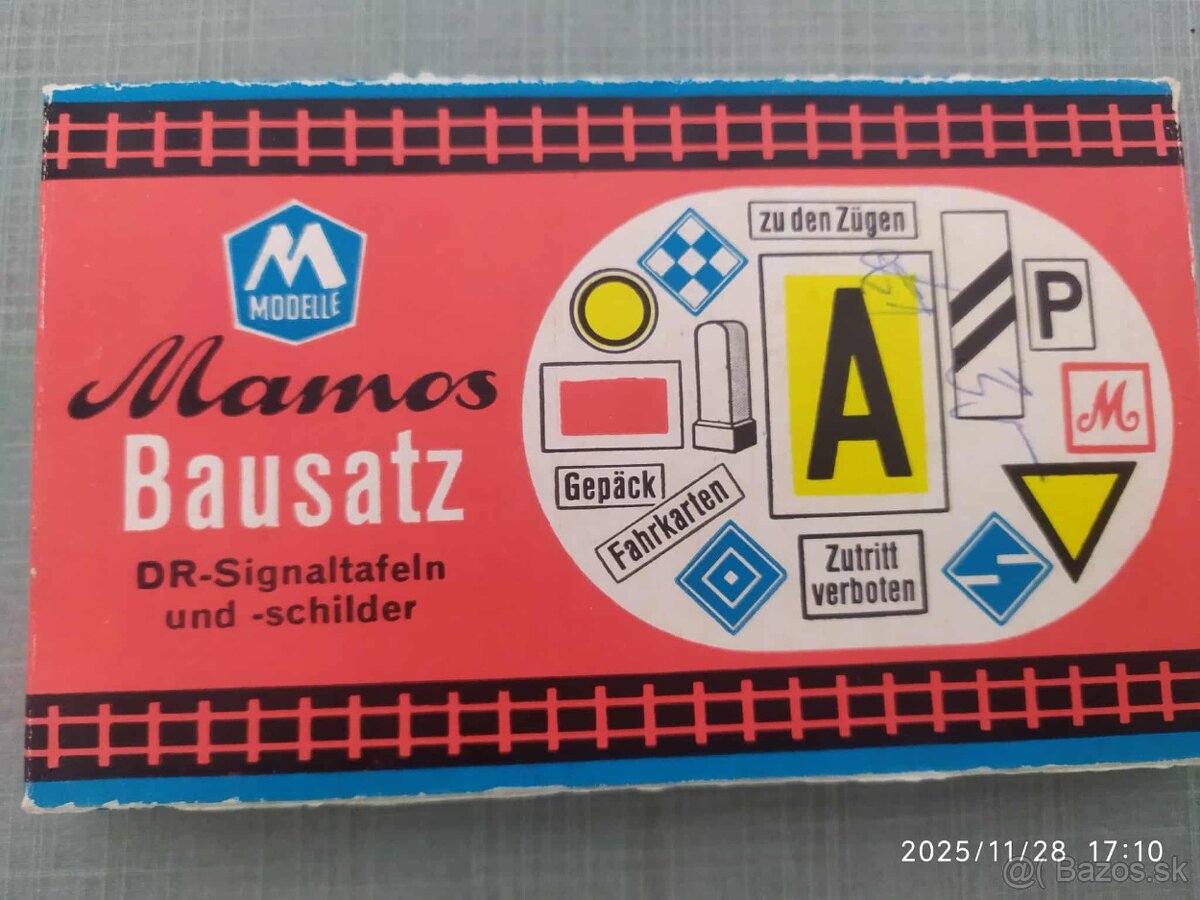 M
MODELLE
Mamos
Bausatz
DR-Signaltafeln
und -schilder
zu den Zügen
A
P
M
Gepäck
Fahrkarten
Zutritt
verboten
2025/11/28 17:10
@( Bazos.sk